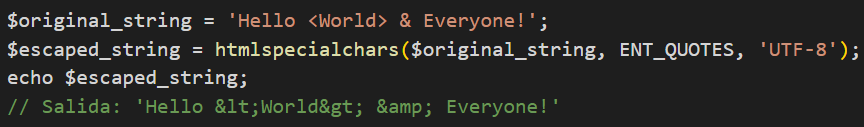 $original_string = 'Hello <World> & Everyone!';
$escaped_string = htmlspecialchars($original_string, ENT_QUOTES, 'UTF-8');
echo $escaped_string;
// Salida: 'Hello &lt;World&gt; &amp; Everyone!'